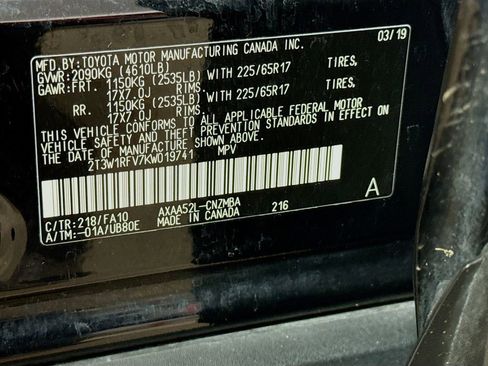 MFD.BY:TOYOTA MOTOR MANUFACTURING CANADA INC. 03/19
GVWR:2090KG (4610LB)
GAWR:FRT. 1150KG (2535LB) WITH 225/65R17 TIRES,
17X7.0J RIMS,
RR. 1150KG (2535LB) WITH 225/65R17 TIRES,
17X7.0J RIMS,
THIS VEHICLE CONFORMS TO ALL APPLICABLE FEDERAL MOTOR
VEHICLE SAFETY AND THEFT PREVENTION STANDARDS IN EFFECT ON
THE DATE OF MANUFACTURE SHOWN ABOVE.
2T3W1RFV7KW019741 MPV
A
C/TR:218/FA10 AXAA52L-CNZMBA 216
A/TM:-01A/UB80E MADE IN CANADA